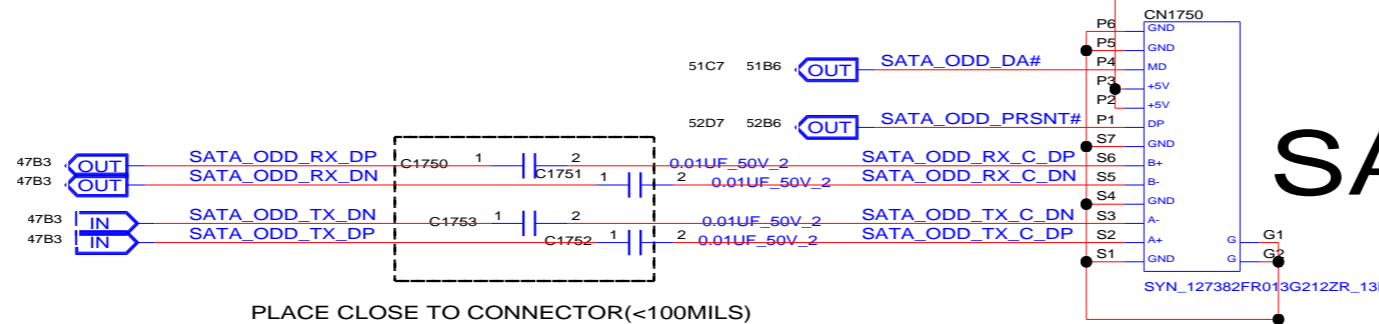 CN1750
P6 GND
P5 GND
51C7 51B6 OUT SATA_ODD_DA# P4 MD
P3 +5V
P2 +5V
52D7 52B6 OUT SATA_ODD_PRSNT# P1 DP
S7 GND
47B3 OUT SATA_ODD_RX_DP C1750 1 2 0.01UF_50V_2 SATA_ODD_RX_C_DP S6 B+
47B3 OUT SATA_ODD_RX_DN C1751 1 2 0.01UF_50V_2 SATA_ODD_RX_C_DN S5 B-
S4 GND
47B3 IN SATA_ODD_TX_DN C1753 1 2 0.01UF_50V_2 SATA_ODD_TX_C_DN S3 A-
47B3 IN SATA_ODD_TX_DP C1752 1 2 0.01UF_50V_2 SATA_ODD_TX_C_DP S2 A+ G G1
S1 GND G G2
SA
SYN_127382FR013G212ZR_13
PLACE CLOSE TO CONNECTOR(<100MILS)